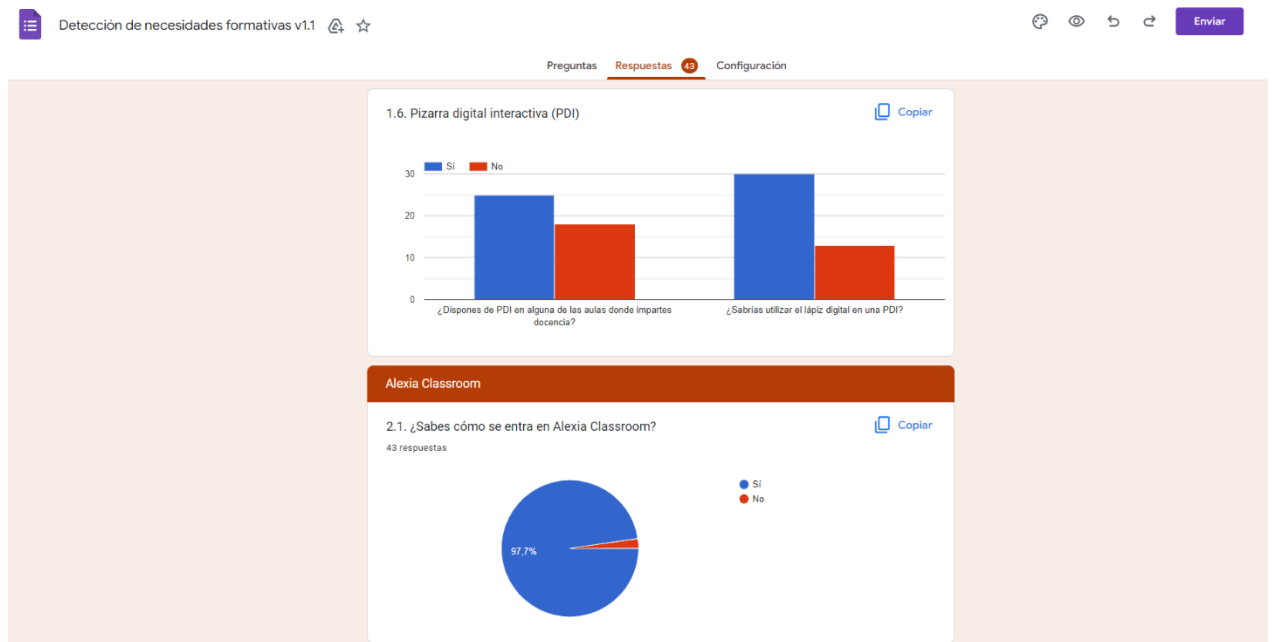 Detección de necesidades formativas v1.1
Enviar
Preguntas Respuestas 43 Configuración
1.6. Pizarra digital interactiva (PDI)
Copiar
Sí No
30
20
10
0
¿Dispones de PDI en alguna de las aulas donde impartes
docencia?
¿Sabrías utilizar el lápiz digital en una PDI?
Alexia Classroom
2.1. ¿Sabes cómo se entra en Alexia Classroom?
Copiar
43 respuestas
Sí
No
97,7%